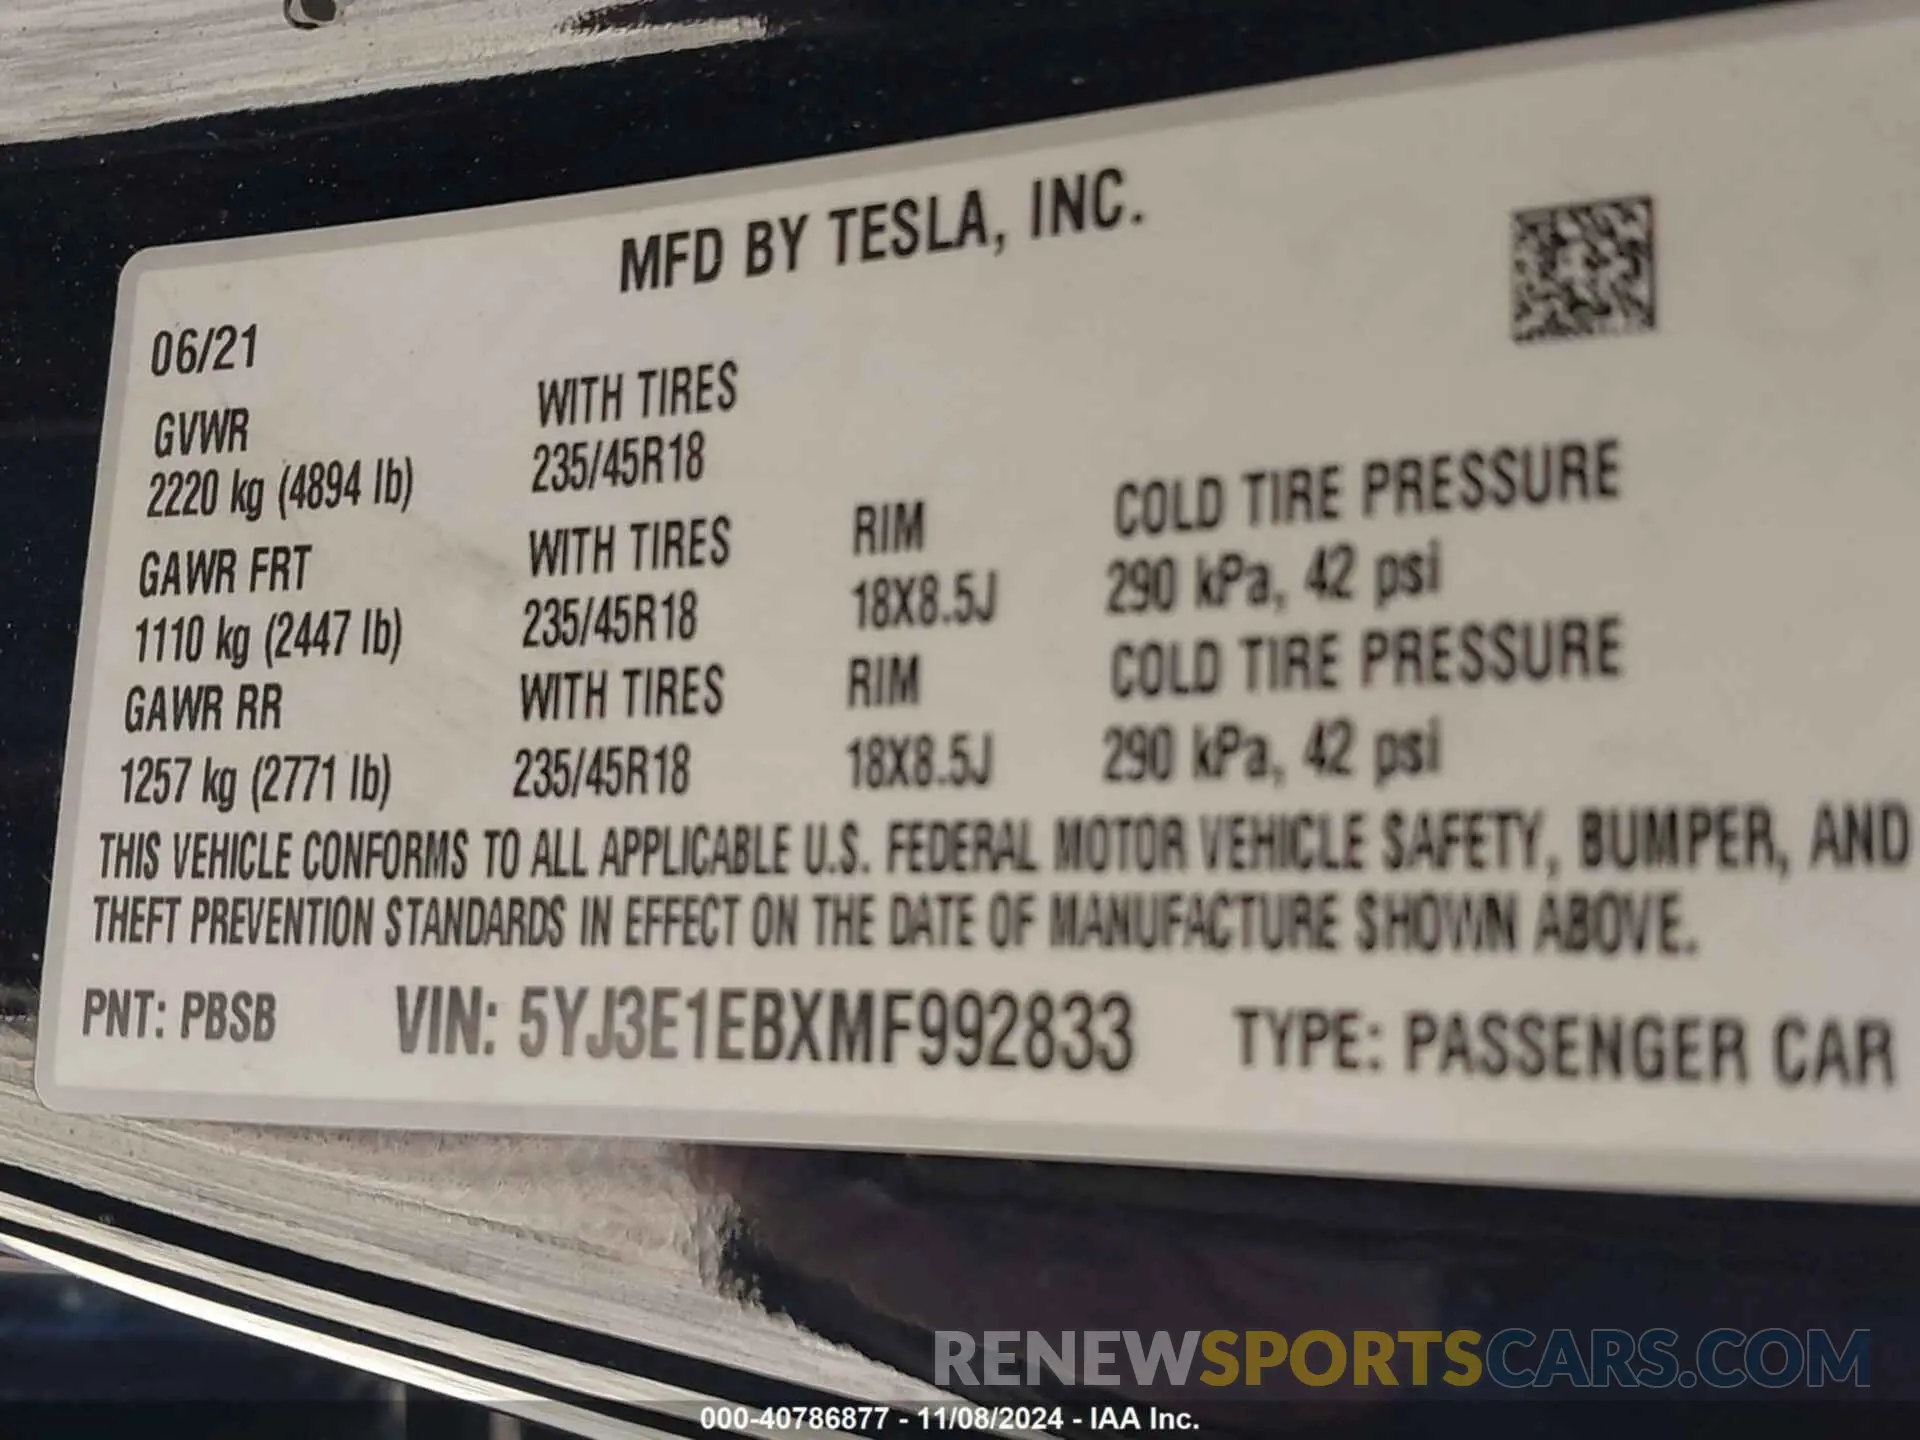 MFD BY TESLA, INC.
06/21
GVWR WITH TIRES
2220 kg (4894 lb) 235/45R18
GAWR FRT WITH TIRES RIM COLD TIRE PRESSURE
1110 kg (2447 lb) 235/45R18 18X8.5J 290 kPa, 42 psi
GAWR RR WITH TIRES RIM COLD TIRE PRESSURE
1257 kg (2771 lb) 235/45R18 18X8.5J 290 kPa, 42 psi
THIS VEHICLE CONFORMS TO ALL APPLICABLE U.S. FEDERAL MOTOR VEHICLE SAFETY, BUMPER, AND
THEFT PREVENTION STANDARDS IN EFFECT ON THE DATE OF MANUFACTURE SHOWN ABOVE.
PNT: PBSB VIN: 5YJ3E1EBXMF992833 TYPE: PASSENGER CAR
RENEWSPORTSCARS.COM
000-40786877 - 11/08/2024 - IAA Inc.